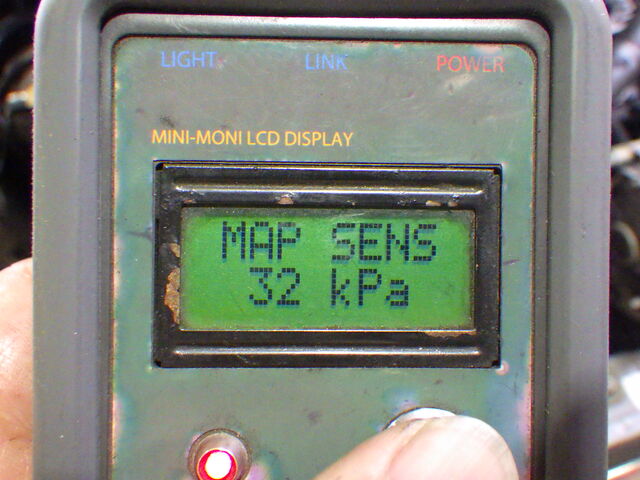 LIGHT LINK POWER
MINI-MONI LCD DISPLAY
MAP SENS
32 kPa